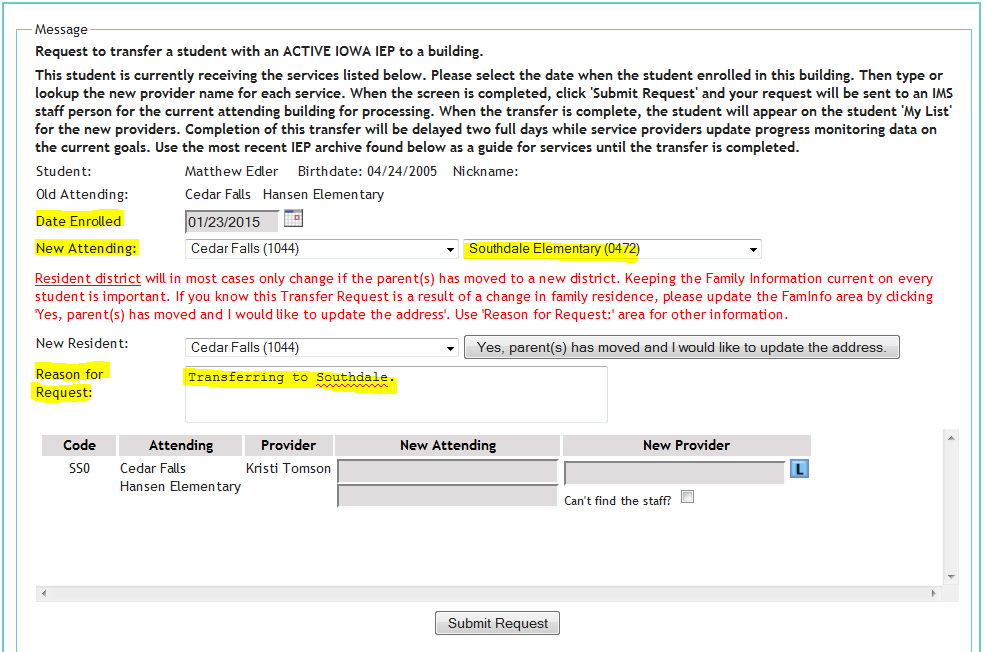 Message
Request to transfer a student with an ACTIVE IOWA IEP to a building.
This student is currently receiving the services listed below. Please select the date when the student enrolled in this building. Then type or
lookup the new provider name for each service. When the screen is completed, click 'Submit Request' and your request will be sent to an IMS
staff person for the current attending building for processing. When the transfer is complete, the student will appear on the student 'My List'
for the new providers. Completion of this transfer will be delayed two full days while service providers update progress monitoring data on
the current goals. Use the most recent IEP archive found below as a guide for services until the transfer is completed.
Student: Matthew Edler Birthdate: 04/24/2005 Nickname:
Old Attending: Cedar Falls Hansen Elementary
Date Enrolled 01/23/2015
New Attending: Cedar Falls (1044) Southdale Elementary (0472)
Resident district will in most cases only change if the parent(s) has moved to a new district. Keeping the Family Information current on every
student is important. If you know this Transfer Request is a result of a change in family residence, please update the FamInfo area by clicking
'Yes, parent(s) has moved and I would like to update the address'. Use 'Reason for Request:' area for other information.
New Resident: Cedar Falls (1044) Yes, parent(s) has moved and I would like to update the address.
Reason for
Request:
Transferring to Southdale.
Code Attending Provider New Attending New Provider
SS0 Cedar Falls Kristi Tomson L
Hansen Elementary
Can't find the staff?
Submit Request